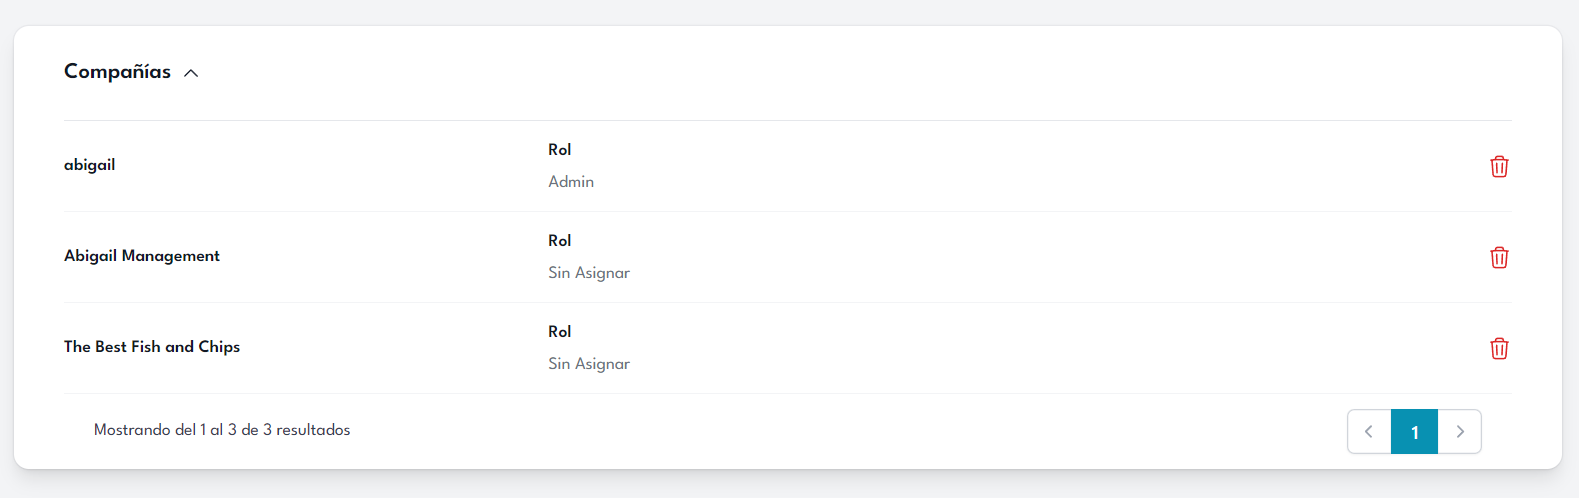 Compañías
abigail
Rol
Admin
Abigail Management
Rol
Sin Asignar
The Best Fish and Chips
Rol
Sin Asignar
Mostrando del 1 al 3 de 3 resultados
1